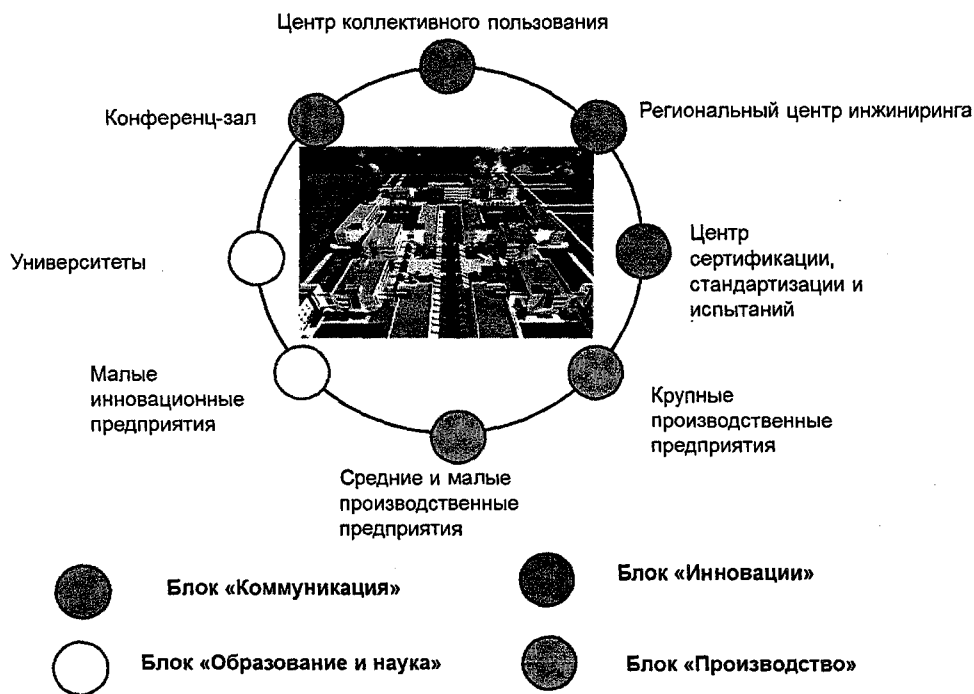 Центр коллективного пользования
Конференц-зал
Региональный центр инжиниринга
Университеты
Центр
сертификации,
стандартизации и
испытаний
Малые
инновационные
предприятия
Крупные
производственные
предприятия
Средние и малые
производственные
предприятия
Блок «Коммуникация»
Блок «Инновации»
Блок «Образование и наука»
Блок «Производство»